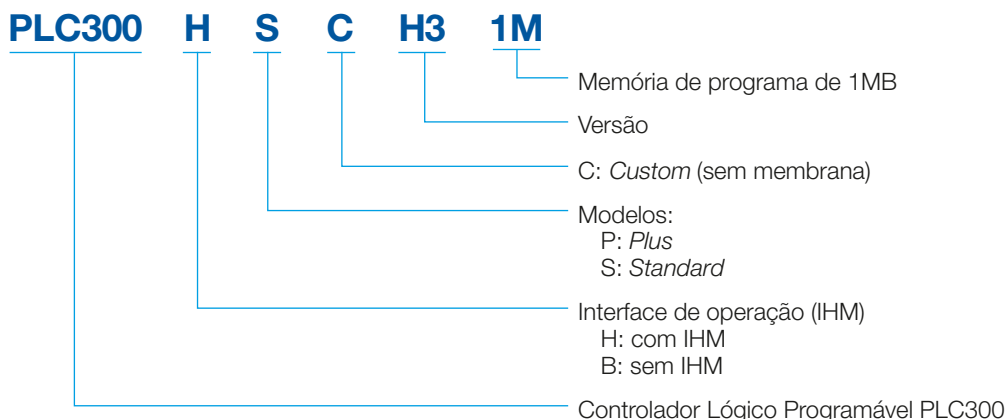 PLC300 H S C H3 1M
Memória de programa de 1MB
Versão
C: Custom (sem membrana)
Modelos:
P: Plus
S: Standard
Interface de operação (IHM)
H: com IHM
B: sem IHM
Controlador Lógico Programável PLC300